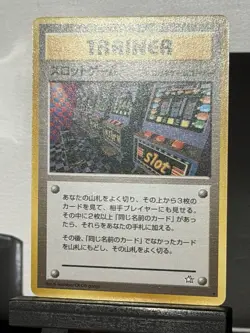 TRAINER
スロットゲーム
slot
あなたの山札をよく切り、その上から3枚の
カードを見て、相手プレイヤーにも見せる。
その中に2枚以上「同じ名前のカード」が
あったら、それらをあなたの手札に加える。
その後、「同じ名前のカード」でなかったカード
を山札にもどし、その山札をよく切る。